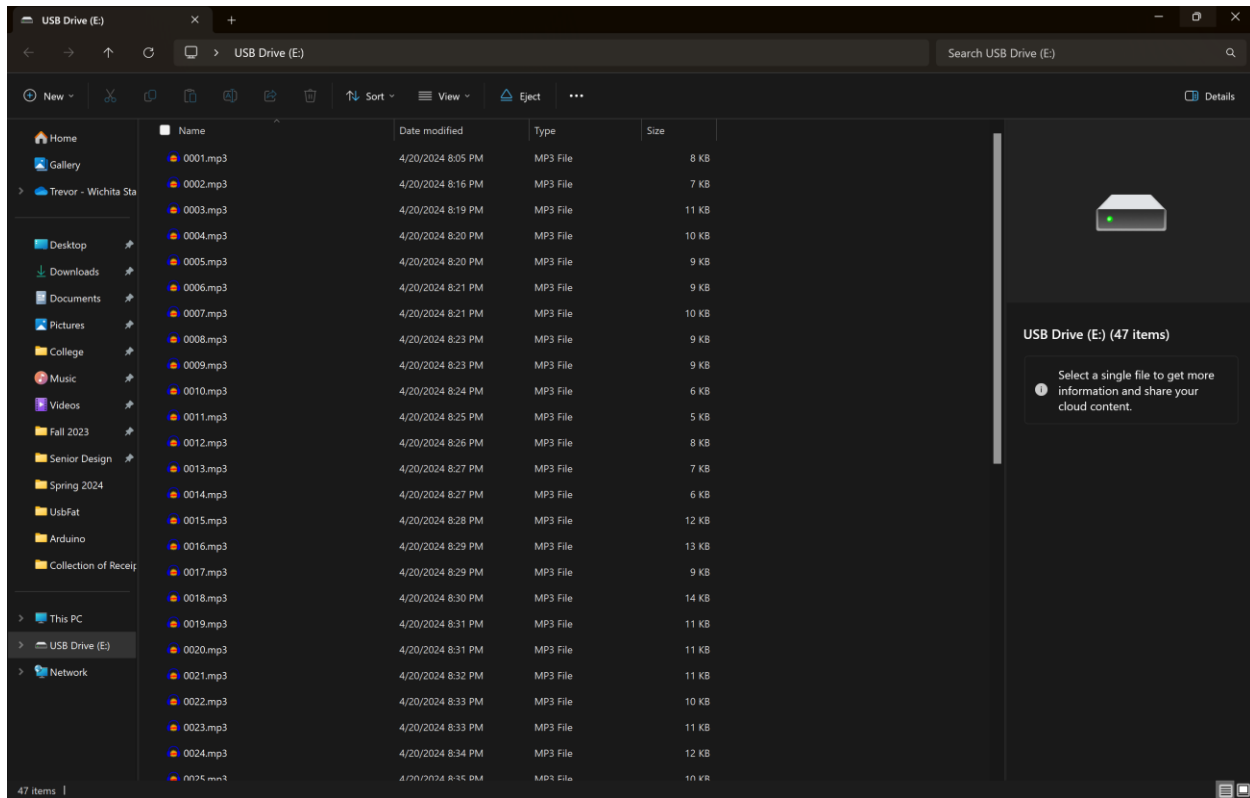 USB Drive (E:)
USB Drive (E:)
Search USB Drive (E:)
New
Sort
View
Eject
Details
Home
Gallery
Trevor - Wichita Sta
Desktop
Downloads
Documents
Pictures
College
Music
Videos
Fall 2023
Senior Design
Spring 2024
UsbFat
Arduino
Collection of Receip
This PC
USB Drive (E:)
Network
Name Date modified Type Size
0001.mp3 4/20/2024 8:05 PM MP3 File 8 KB
0002.mp3 4/20/2024 8:16 PM MP3 File 7 KB
0003.mp3 4/20/2024 8:19 PM MP3 File 11 KB
0004.mp3 4/20/2024 8:20 PM MP3 File 10 KB
0005.mp3 4/20/2024 8:20 PM MP3 File 9 KB
0006.mp3 4/20/2024 8:21 PM MP3 File 9 KB
0007.mp3 4/20/2024 8:21 PM MP3 File 10 KB
0008.mp3 4/20/2024 8:23 PM MP3 File 9 KB
0009.mp3 4/20/2024 8:23 PM MP3 File 9 KB
0010.mp3 4/20/2024 8:24 PM MP3 File 6 KB
0011.mp3 4/20/2024 8:25 PM MP3 File 5 KB
0012.mp3 4/20/2024 8:26 PM MP3 File 8 KB
0013.mp3 4/20/2024 8:27 PM MP3 File 7 KB
0014.mp3 4/20/2024 8:27 PM MP3 File 6 KB
0015.mp3 4/20/2024 8:28 PM MP3 File 12 KB
0016.mp3 4/20/2024 8:29 PM MP3 File 13 KB
0017.mp3 4/20/2024 8:29 PM MP3 File 9 KB
0018.mp3 4/20/2024 8:30 PM MP3 File 14 KB
0019.mp3 4/20/2024 8:31 PM MP3 File 11 KB
0020.mp3 4/20/2024 8:31 PM MP3 File 11 KB
0021.mp3 4/20/2024 8:32 PM MP3 File 11 KB
0022.mp3 4/20/2024 8:33 PM MP3 File 10 KB
0023.mp3 4/20/2024 8:33 PM MP3 File 11 KB
0024.mp3 4/20/2024 8:34 PM MP3 File 12 KB
0025.mp3 4/20/2024 8:35 PM MP3 File 10 KB
USB Drive (E:) (47 items)
Select a single file to get more
information and share your
cloud content.
47 items